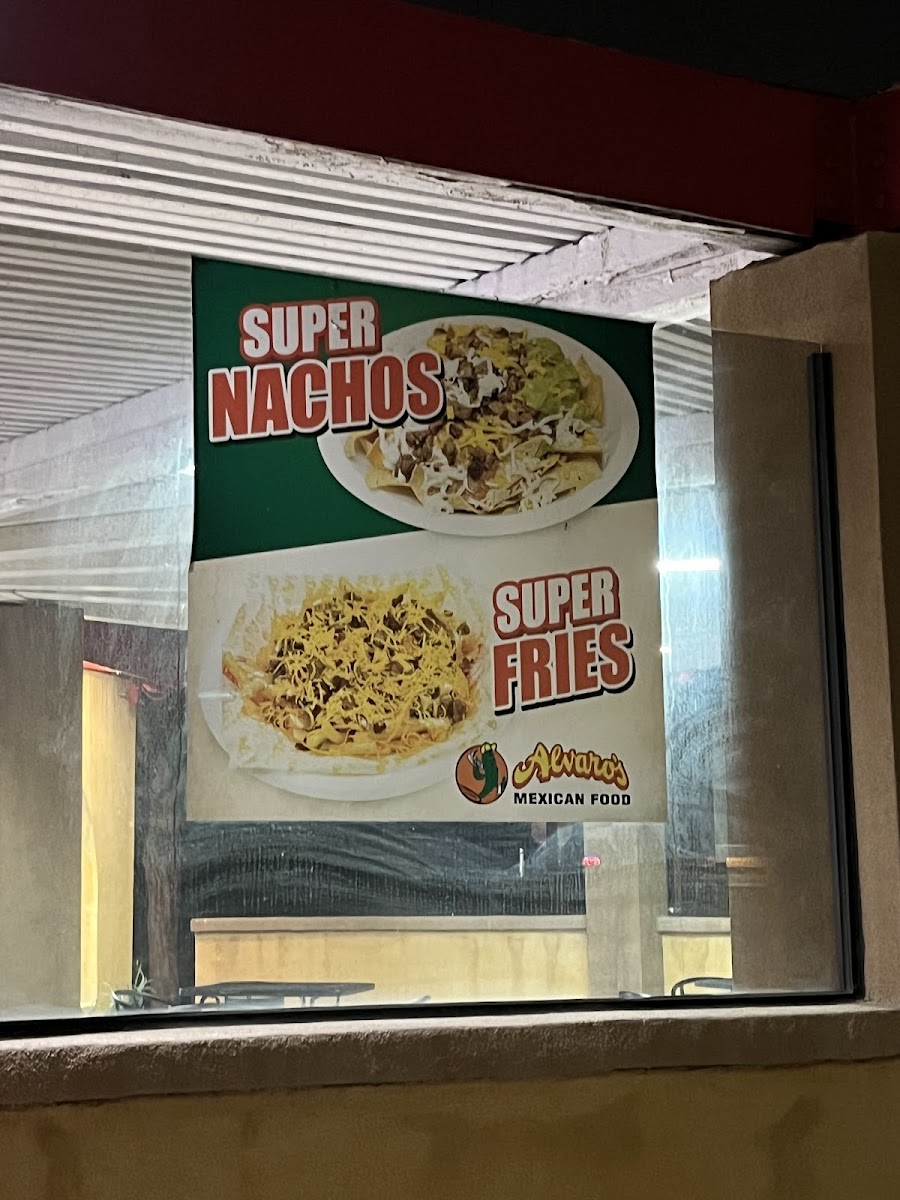 SUPER
NACHOS
SUPER
FRIES
Alvaro's
MEXICAN FOOD